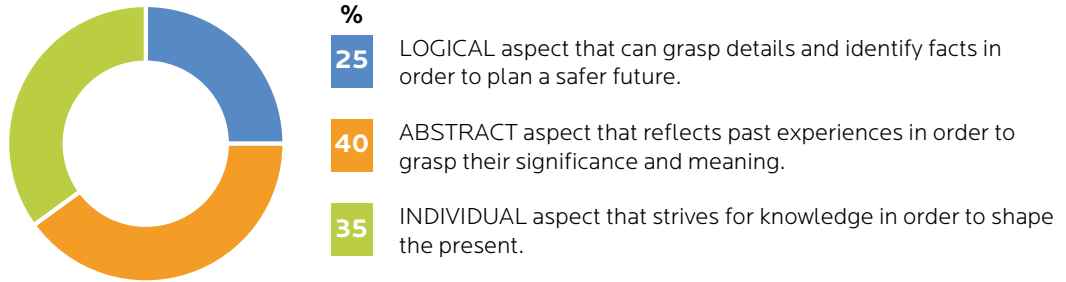 %
25
LOGICAL aspect that can grasp details and identify facts in
order to plan a safer future.
40
ABSTRACT aspect that reflects past experiences in order to
grasp their significance and meaning.
35
INDIVIDUAL aspect that strives for knowledge in order to shape
the present.